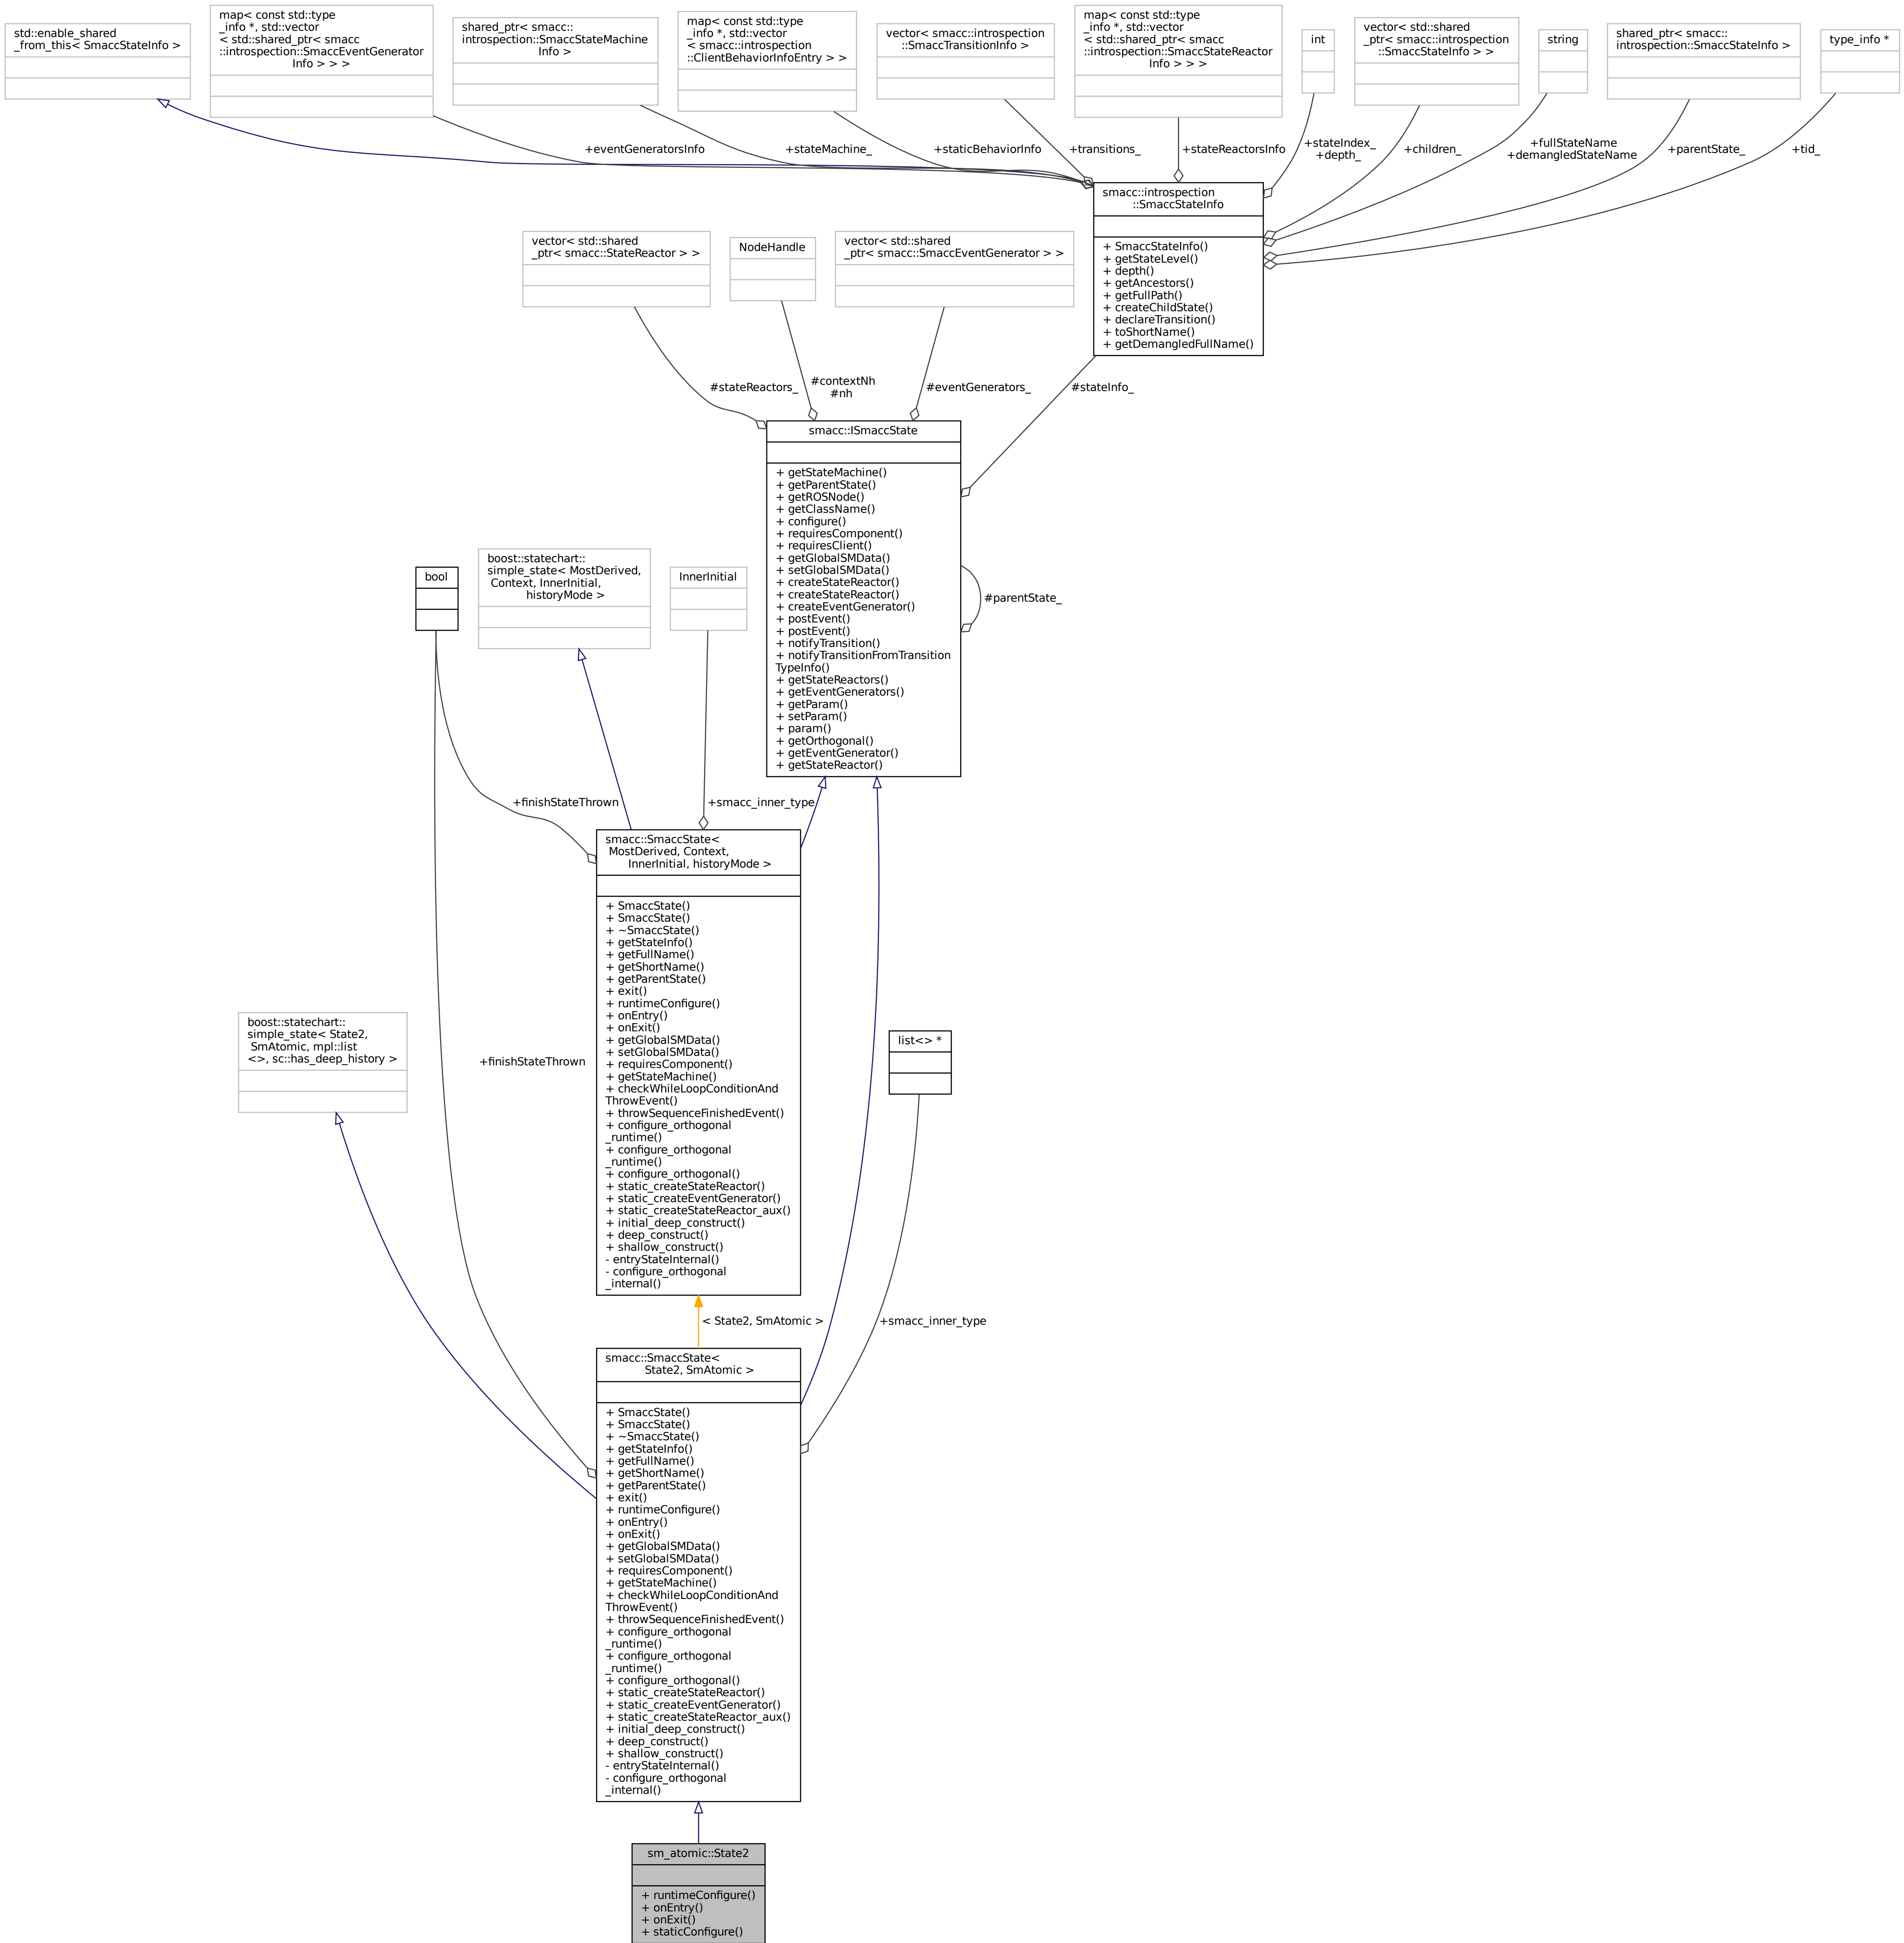 std::enable_shared
_from_this< SmaccStateInfo >
map< const std::type
_info *, std::vector
< std::shared_ptr< smacc
::introspection::SmaccEventGenerator
Info > > >
shared_ptr< smacc::
introspection::SmaccStateMachine
Info >
map< const std::type
_info *, std::vector
< smacc::introspection
::ClientBehaviorInfoEntry > >
vector< smacc::introspection
::SmaccTransitionInfo >
map< const std::type
_info *, std::vector
< std::shared_ptr< smacc
::introspection::SmaccStateReactor
Info > > >
int
vector< std::shared
_ptr< smacc::introspection
::SmaccStateInfo > >
string
shared_ptr< smacc::
introspection::SmaccStateInfo >
type_info *
+eventGeneratorsInfo
+stateMachine_
+staticBehaviorInfo
+transitions_
+stateReactorsInfo
+stateIndex_
+depth_
+children_
+fullStateName
+demangledStateName
+parentState_
+tid_
smacc::introspection
::SmaccStateInfo
+ SmaccStateInfo()
+ getStateLevel()
+ depth()
+ getAncestors()
+ getFullPath()
+ createChildState()
+ declareTransition()
+ toShortName()
+ getDemangledFullName()
vector< std::shared
_ptr< smacc::StateReactor > >
NodeHandle
vector< std::shared
_ptr< smacc::SmaccEventGenerator > >
#stateReactors_
#contextNh
#nh
#eventGenerators_
#stateInfo_
smacc::ISmaccState
+ getStateMachine()
+ getParentState()
+ getROSNode()
+ getClassName()
+ configure()
+ requiresComponent()
+ requiresClient()
+ getGlobalSMData()
+ setGlobalSMData()
+ createStateReactor()
+ createStateReactor()
+ createEventGenerator()
+ postEvent()
+ postEvent()
+ notifyTransition()
+ notifyTransitionFromTransition
TypeInfo()
+ getStateReactors()
+ getEventGenerators()
+ getParam()
+ setParam()
+ param()
+ getOrthogonal()
+ getEventGenerator()
+ getStateReactor()
#parentState_
bool
boost::statechart::
simple_state< MostDerived,
Context, InnerInitial,
historyMode >
InnerInitial
+finishStateThrown
+smacc_inner_type
smacc::SmaccState<
MostDerived, Context,
InnerInitial, historyMode >
+ SmaccState()
+ SmaccState()
+ ~SmaccState()
+ getStateInfo()
+ getFullName()
+ getShortName()
+ getParentState()
+ exit()
+ runtimeConfigure()
+ onEntry()
+ onExit()
+ getGlobalSMData()
+ setGlobalSMData()
+ requiresComponent()
+ getStateMachine()
+ checkWhileLoopConditionAnd
ThrowEvent()
+ throwSequenceFinishedEvent()
+ configure_orthogonal
_runtime()
+ configure_orthogonal
_runtime()
+ configure_orthogonal()
+ static_createStateReactor()
+ static_createEventGenerator()
+ static_createStateReactor_aux()
+ initial_deep_construct()
+ deep_construct()
+ shallow_construct()
- entryStateInternal()
- configure_orthogonal
_internal()
boost::statechart::
simple_state< State2,
SmAtomic, mpl::list
<>, sc::has_deep_history >
+finishStateThrown
list<> *
< State2, SmAtomic >
+smacc_inner_type
smacc::SmaccState<
State2, SmAtomic >
+ SmaccState()
+ SmaccState()
+ ~SmaccState()
+ getStateInfo()
+ getFullName()
+ getShortName()
+ getParentState()
+ exit()
+ runtimeConfigure()
+ onEntry()
+ onExit()
+ getGlobalSMData()
+ setGlobalSMData()
+ requiresComponent()
+ getStateMachine()
+ checkWhileLoopConditionAnd
ThrowEvent()
+ throwSequenceFinishedEvent()
+ configure_orthogonal
_runtime()
+ configure_orthogonal
_runtime()
+ configure_orthogonal()
+ static_createStateReactor()
+ static_createEventGenerator()
+ static_createStateReactor_aux()
+ initial_deep_construct()
+ deep_construct()
+ shallow_construct()
- entryStateInternal()
- configure_orthogonal
_internal()
sm_atomic::State2
+ runtimeConfigure()
+ onEntry()
+ onExit()
+ staticConfigure()